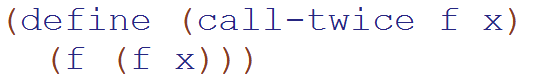 (define (call-twice f x)
  (f (f x)))